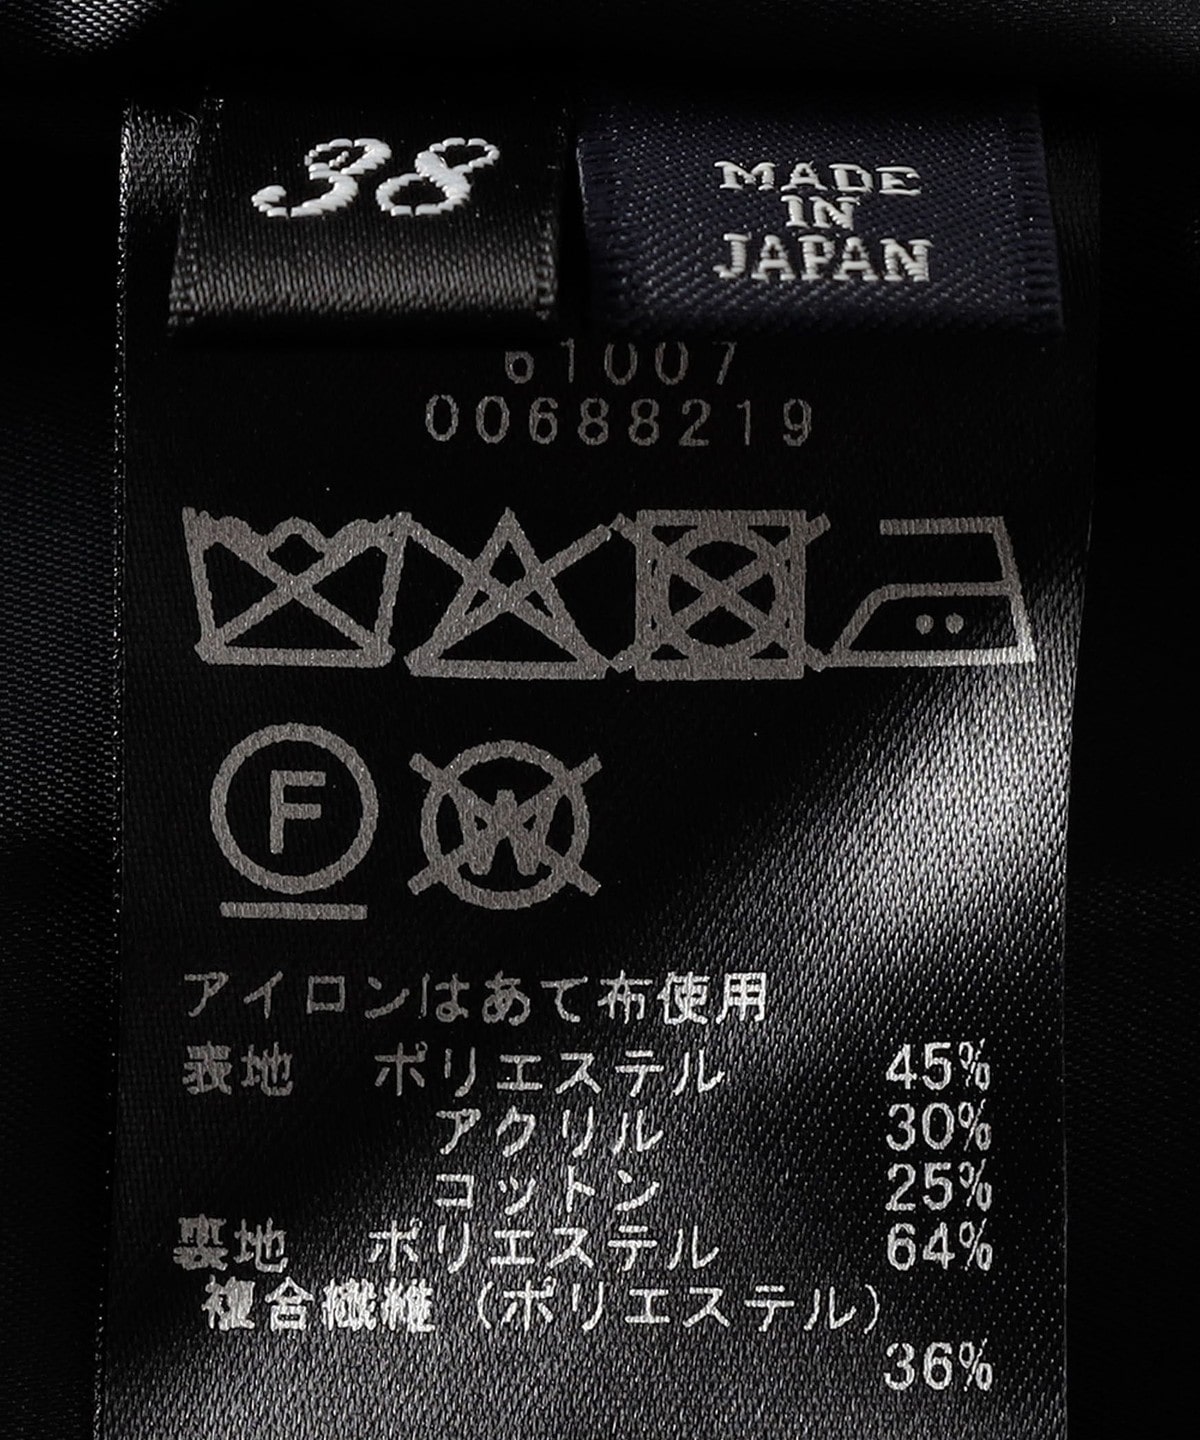 38
MADE
IN
JAPAN
61007
00688219
F
W
アイロンはあて布使用
表地 ポリエステル 45%
アクリル 30%
コットン 25%
裏地 ポリエステル 64%
複合繊維(ポリエステル)
36%